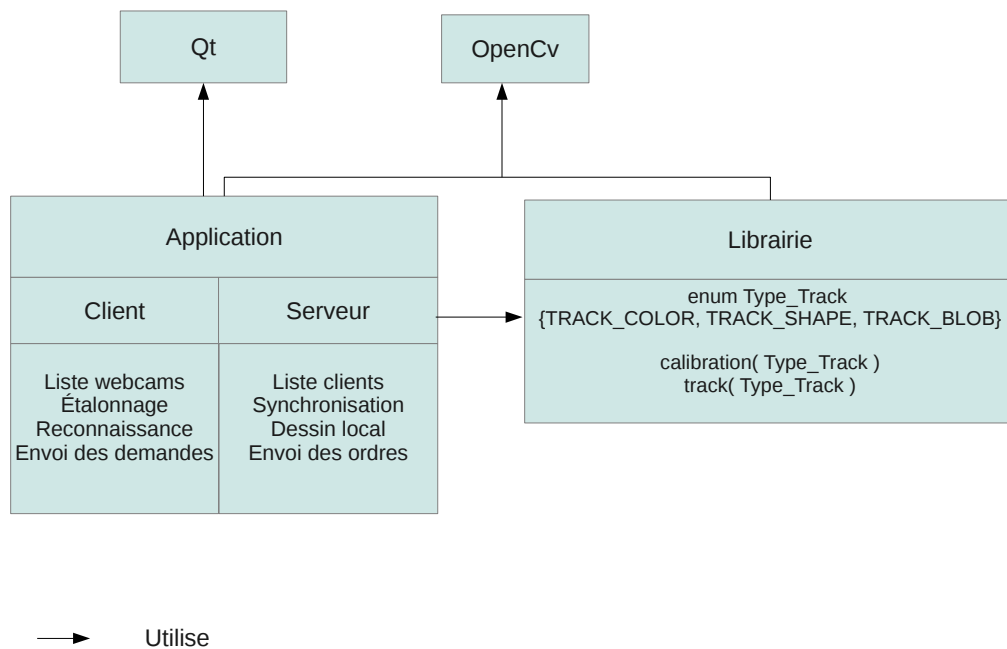 Qt
OpenCv
Application
Librairie
Client
Serveur
enum Type_Track
{TRACK_COLOR, TRACK_SHAPE, TRACK_BLOB}
calibration( Type_Track )
track( Type_Track )
Liste webcams
Étalonnage
Reconnaissance
Envoi des demandes
Liste clients
Synchronisation
Dessin local
Envoi des ordres
Utilise